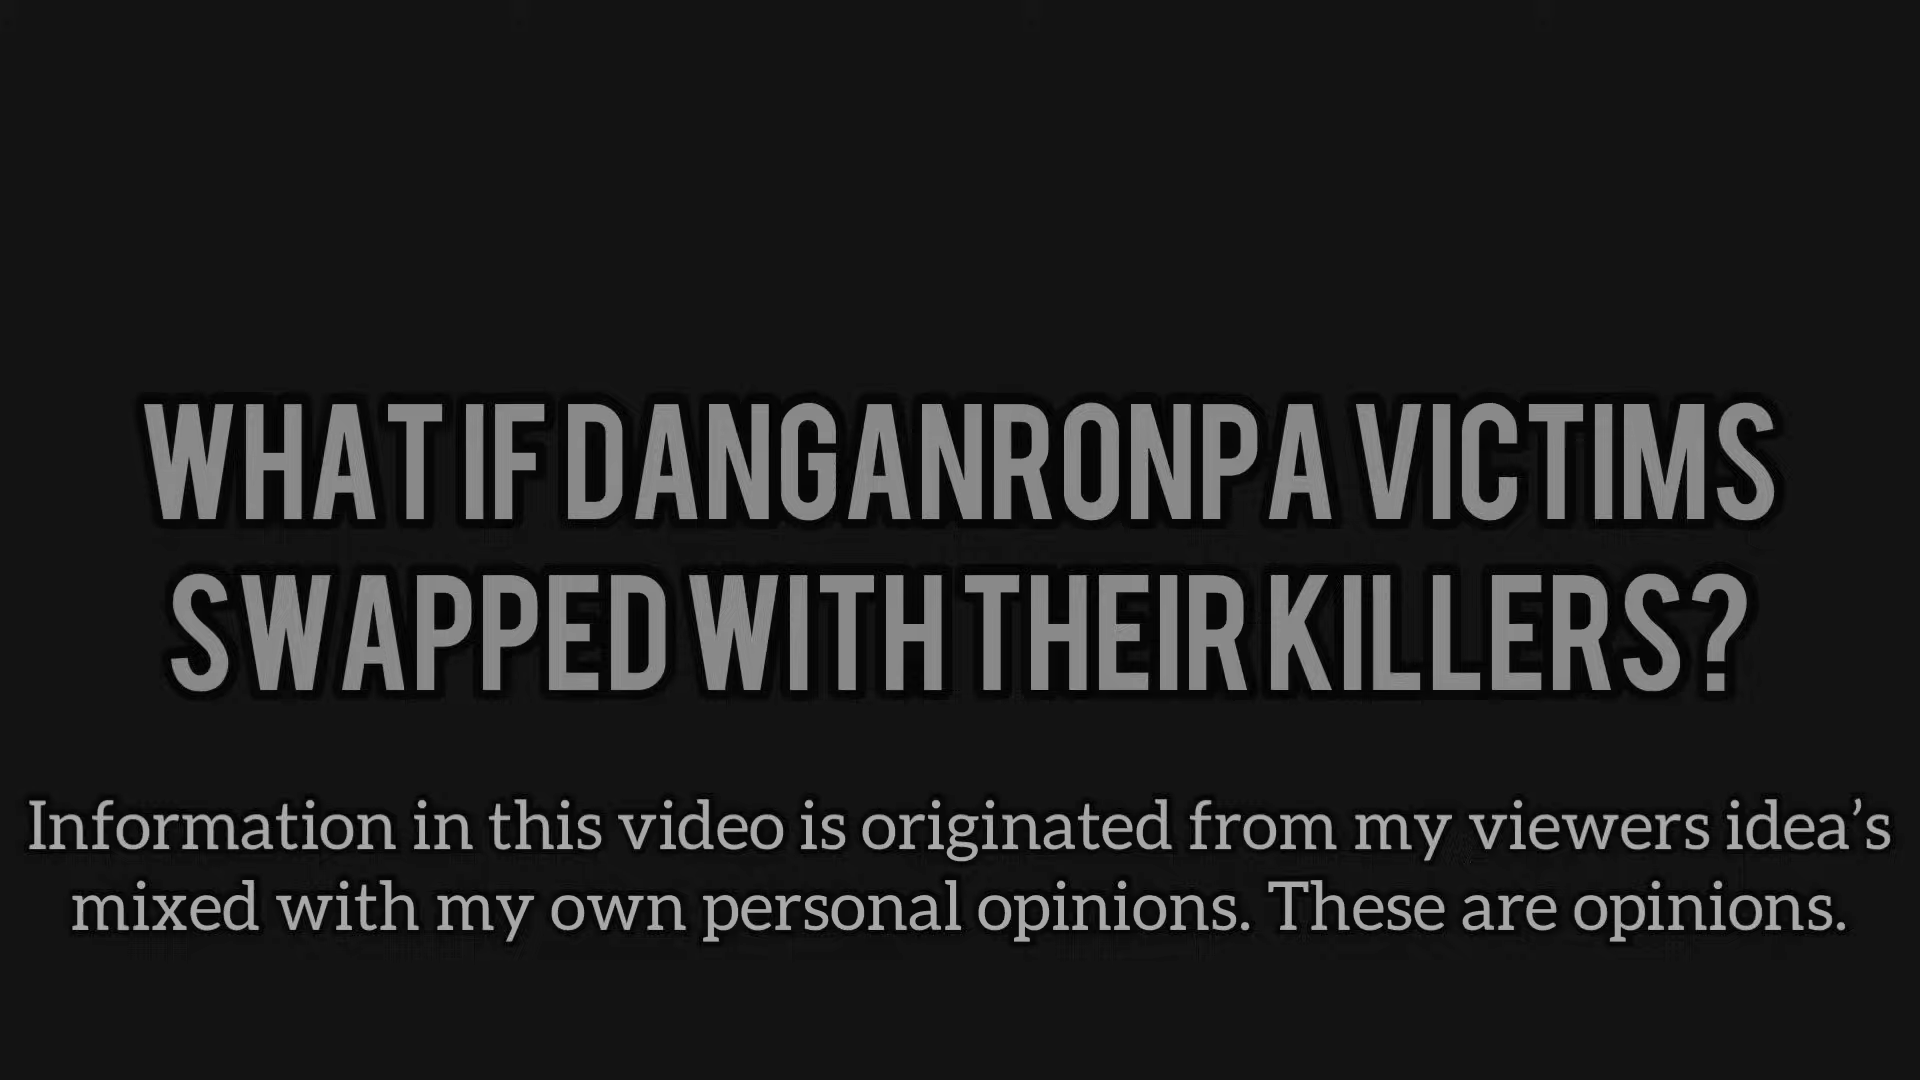 WHAT IF DANGANRONPA VICTIMS
SWAPPED WITH THEIR KILLERS?
Information in this video is originated from my viewers idea’s
mixed with my own personal opinions. These are opinions.